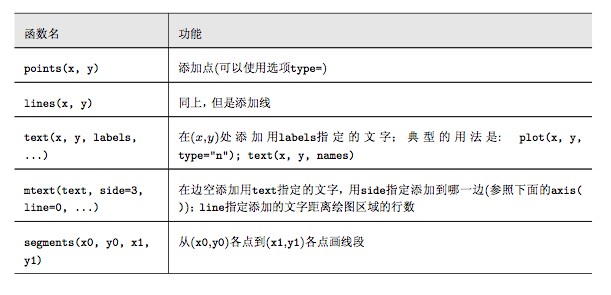 函数名 功能
points(x, y) 添加点(可以使用选项type=)
lines(x, y) 同上，但是添加线
text(x, y, labels, 在(x,y)处添加用labels指定的文字；典型的用法是： plot(x, y,
...) type="n"); text(x, y, names)
mtext(text, side=3, 在边空添加用text指定的文字，用side指定添加到哪一边(参照下面的axis(
line=0, ...) ))；line指定添加的文字距离绘图区域的行数
segments(x0, y0, x1, 从(x0,y0)各点到(x1,y1)各点画线段
y1)